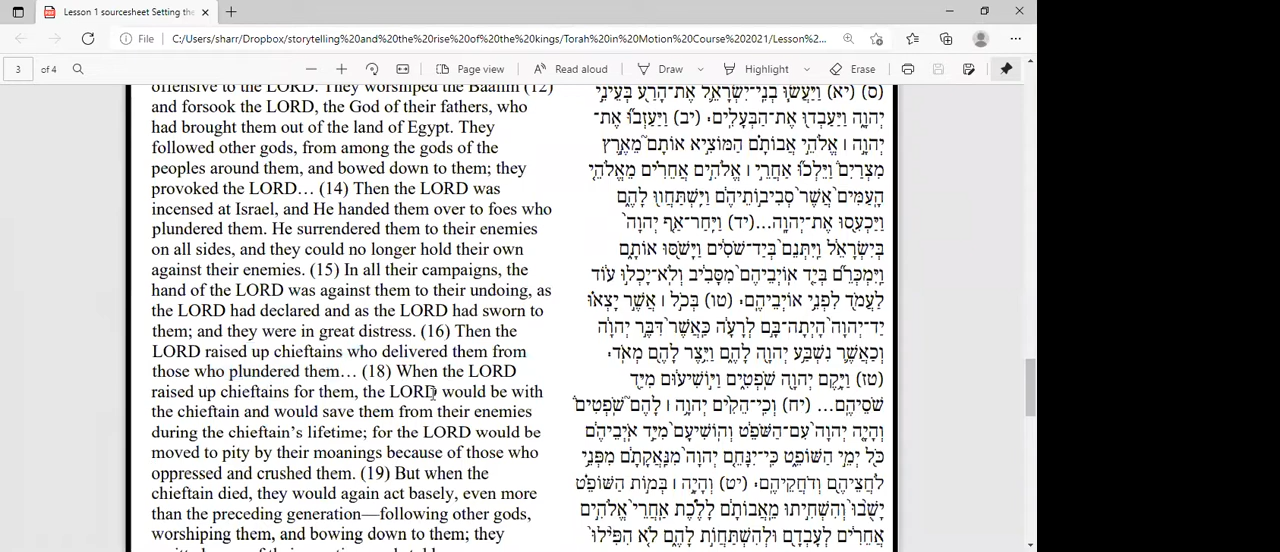 Lesson 1 sourcesheet Setting the
File
C:/Users/sharr/Dropbox/storytelling%20and%20the%20rise%20of%20the%20kings/Torah%20in%20Motion%20Course%202021/Lesson%2...
3 of 4
Page view
Read aloud
Draw
Highlight
Erase
offensive to the LORD. They worshiped the Baalim (12)
and forsook the LORD, the God of their fathers, who
had brought them out of the land of Egypt. They
followed other gods, from among the gods of the
peoples around them, and bowed down to them; they
provoked the LORD… (14) Then the LORD was
incensed at Israel, and He handed them over to foes who
plundered them. He surrendered them to their enemies
on all sides, and they could no longer hold their own
against their enemies. (15) In all their campaigns, the
hand of the LORD was against them to their undoing, as
the LORD had declared and as the LORD had sworn to
them; and they were in great distress. (16) Then the
LORD raised up chieftains who delivered them from
those who plundered them… (18) When the LORD
raised up chieftains for them, the LORD would be with
the chieftain and would save them from their enemies
during the chieftain’s lifetime; for the LORD would be
moved to pity by their moanings because of those who
oppressed and crushed them. (19) But when the
chieftain died, they would again act basely, even more
than the preceding generation—following other gods,
worshiping them, and bowing down to them; they
(ס) (יא) וַיַּעֲשׂ֧וּ בְנֵֽי־יִשְׂרָאֵ֛ל אֶת־הָרַ֖ע בְּעֵינֵ֣י
יְהוָ֑ה וַיַּעַבְד֖וּ אֶת־הַבְּעָלִֽים׃ (יב) וַיַּעַזְב֞וּ אֶת־
יְהוָ֣ה ׀ אֱלֹהֵ֣י אֲבוֹתָ֗ם הַמּוֹצִ֣יא אוֹתָם֮ מֵאֶ֣רֶץ
מִצְרַיִם֒ וַיֵּלְכ֞וּ אַחֲרֵ֣י ׀ אֱלֹהִ֣ים אֲחֵרִ֗ים מֵאֱלֹהֵ֤י
הָֽעַמִּים֙ אֲשֶׁר֙ סְבִיב֣וֹתֵיהֶ֔ם וַיִּֽשְׁתַּחֲו֖וּ לָהֶ֑ם
וַיַּכְעִ֖סוּ אֶת־יְהוָֽה...(יד) וַיִּֽחַר־אַ֤ף יְהוָה֙
בְּיִשְׂרָאֵ֔ל וַֽיִּתְּנֵם֙ בְּיַד־שֹׁסִ֔ים וַיָּשֹׁ֖סּוּ אוֹתָ֑ם
וַֽיִּמְכְּרֵ֞ם בְּיַ֤ד אֽוֹיְבֵיהֶם֙ מִסָּבִ֔יב וְלֹֽא־יָכְל֣וּ ע֔וֹד
לַעֲמֹ֖ד לִפְנֵ֥י אוֹיְבֵיהֶֽם׃ (טו) בְּכֹ֣ל ׀ אֲשֶׁ֣ר יָצְא֗וּ
יַד־יְהוָה֙ הָיְתָה־בָּ֣ם לְרָעָ֔ה כַּֽאֲשֶׁר֙ דִּבֶּ֣ר יְהוָ֔ה
וְכַאֲשֶׁ֛ר נִשְׁבַּ֥ע יְהוָ֖ה לָהֶ֑ם וַיֵּ֥צֶר לָהֶ֖ם מְאֹֽד׃
(טז) וַיָּ֥קֶם יְהוָ֖ה שֹֽׁפְטִ֑ים וַיּ֣וֹשִׁיע֔וּם מִיַּ֖ד
שֹׁסֵיהֶֽם... (יח) וְכִֽי־הֵקִ֨ים יְהוָ֥ה ׀ לָהֶם֮ שֹֽׁפְטִים֒
וְהָיָ֤ה יְהוָה֙ עִם־הַשֹּׁפֵ֔ט וְהֽוֹשִׁיעָם֙ מִיַּ֣ד אֹֽיְבֵיהֶ֔ם
כֹּ֖ל יְמֵ֣י הַשּׁוֹפֵ֑ט כִּֽי־יִנָּחֵ֤ם יְהוָה֙ מִנַּֽאֲקָתָ֔ם מִפְּנֵ֥י
לֹחֲצֵיהֶ֖ם וְדֹחֲקֵיהֶֽם׃ (יט) וְהָיָ֣ה ׀ בְּמ֣וֹת הַשּׁוֹפֵ֗ט
יָשֻׁ֙בוּ֙ וְהִשְׁחִ֣יתוּ מֵֽאֲבוֹתָ֔ם לָלֶ֗כֶת אַֽחֲרֵי֙ אֱלֹהִ֣ים
אֲחֵרִ֔ים לְעָבְדָ֖ם וּלְהִשְׁתַּחֲוֺ֣ת לָהֶ֑ם לֹ֤א הִפִּ֙ילוּ֙